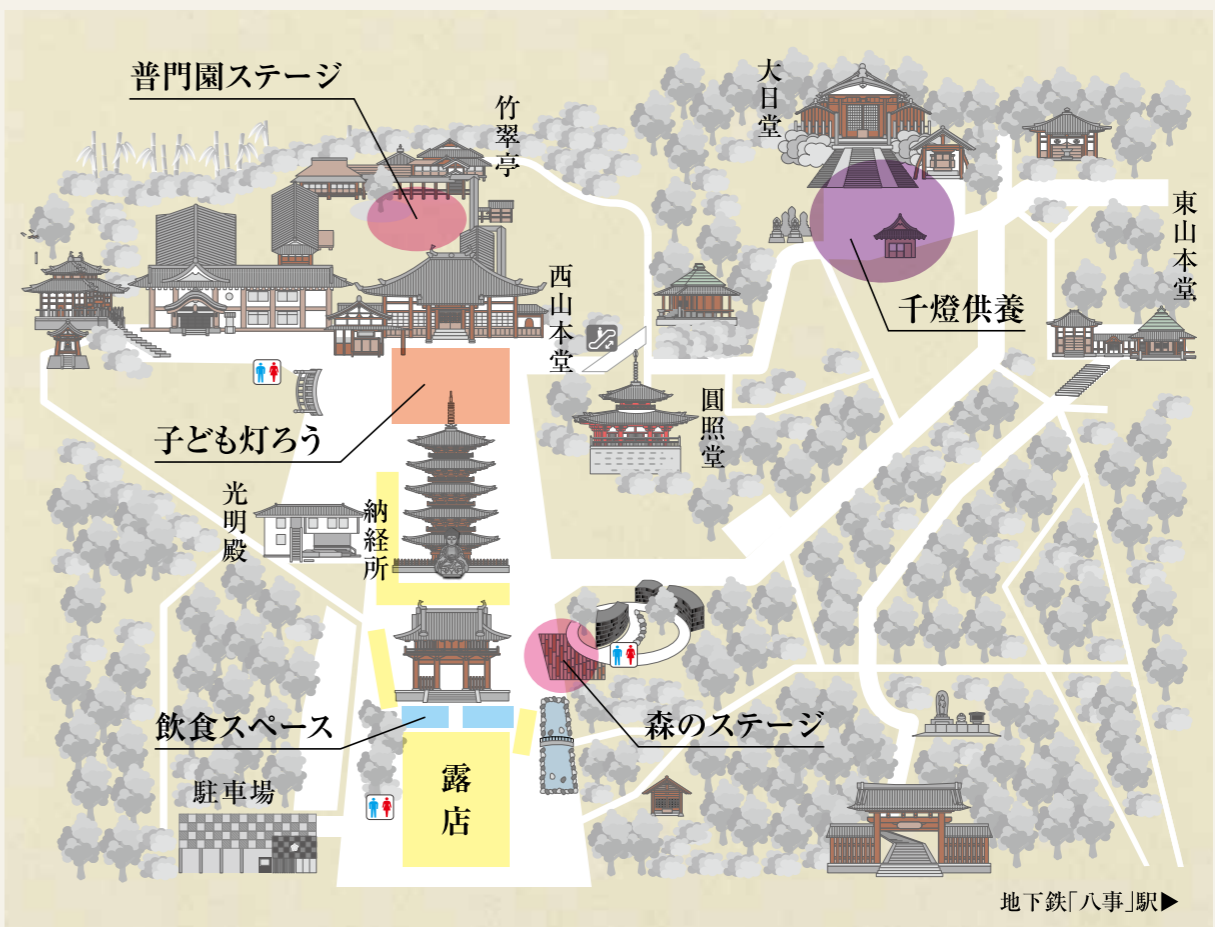 普門園ステージ
竹翠亭
大日堂
東山本堂
西山本堂
千燈供養
圓照堂
子ども灯ろう
光明殿
納経所
飲食スペース
森のステージ
露店
駐車場
地下鉄「八事」駅▶